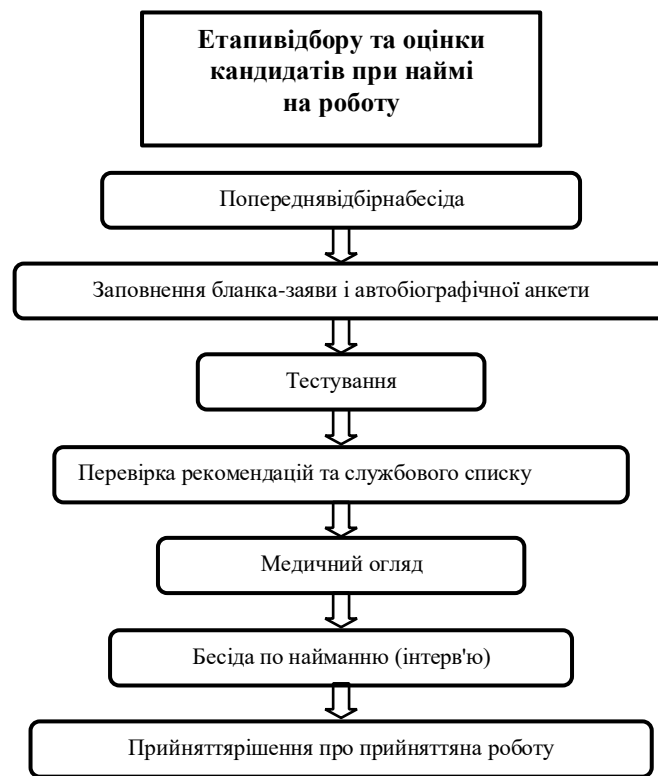 Етапивідбору та оцінки
кандидатів при наймі
на роботу
Попереднявідбірнабесіда
Заповнення бланка-заяви і автобіографічної анкети
Тестування
Перевірка рекомендацій та службового списку
Медичний огляд
Бесіда по найманню (інтерв'ю)
Прийняттярішення про прийняттяна роботу